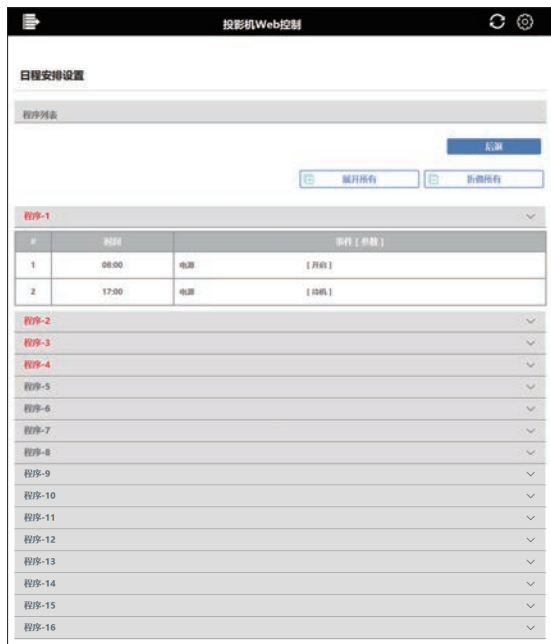 投影机Web控制
日程安排设置
程序列表
后退
展开所有 折叠所有
程序-1
# 时间 事件 [ 参数 ]
1 08:00 电源 [ 开启 ]
2 17:00 电源 [ 待机 ]
程序-2
程序-3
程序-4
程序-5
程序-6
程序-7
程序-8
程序-9
程序-10
程序-11
程序-12
程序-13
程序-14
程序-15
程序-16